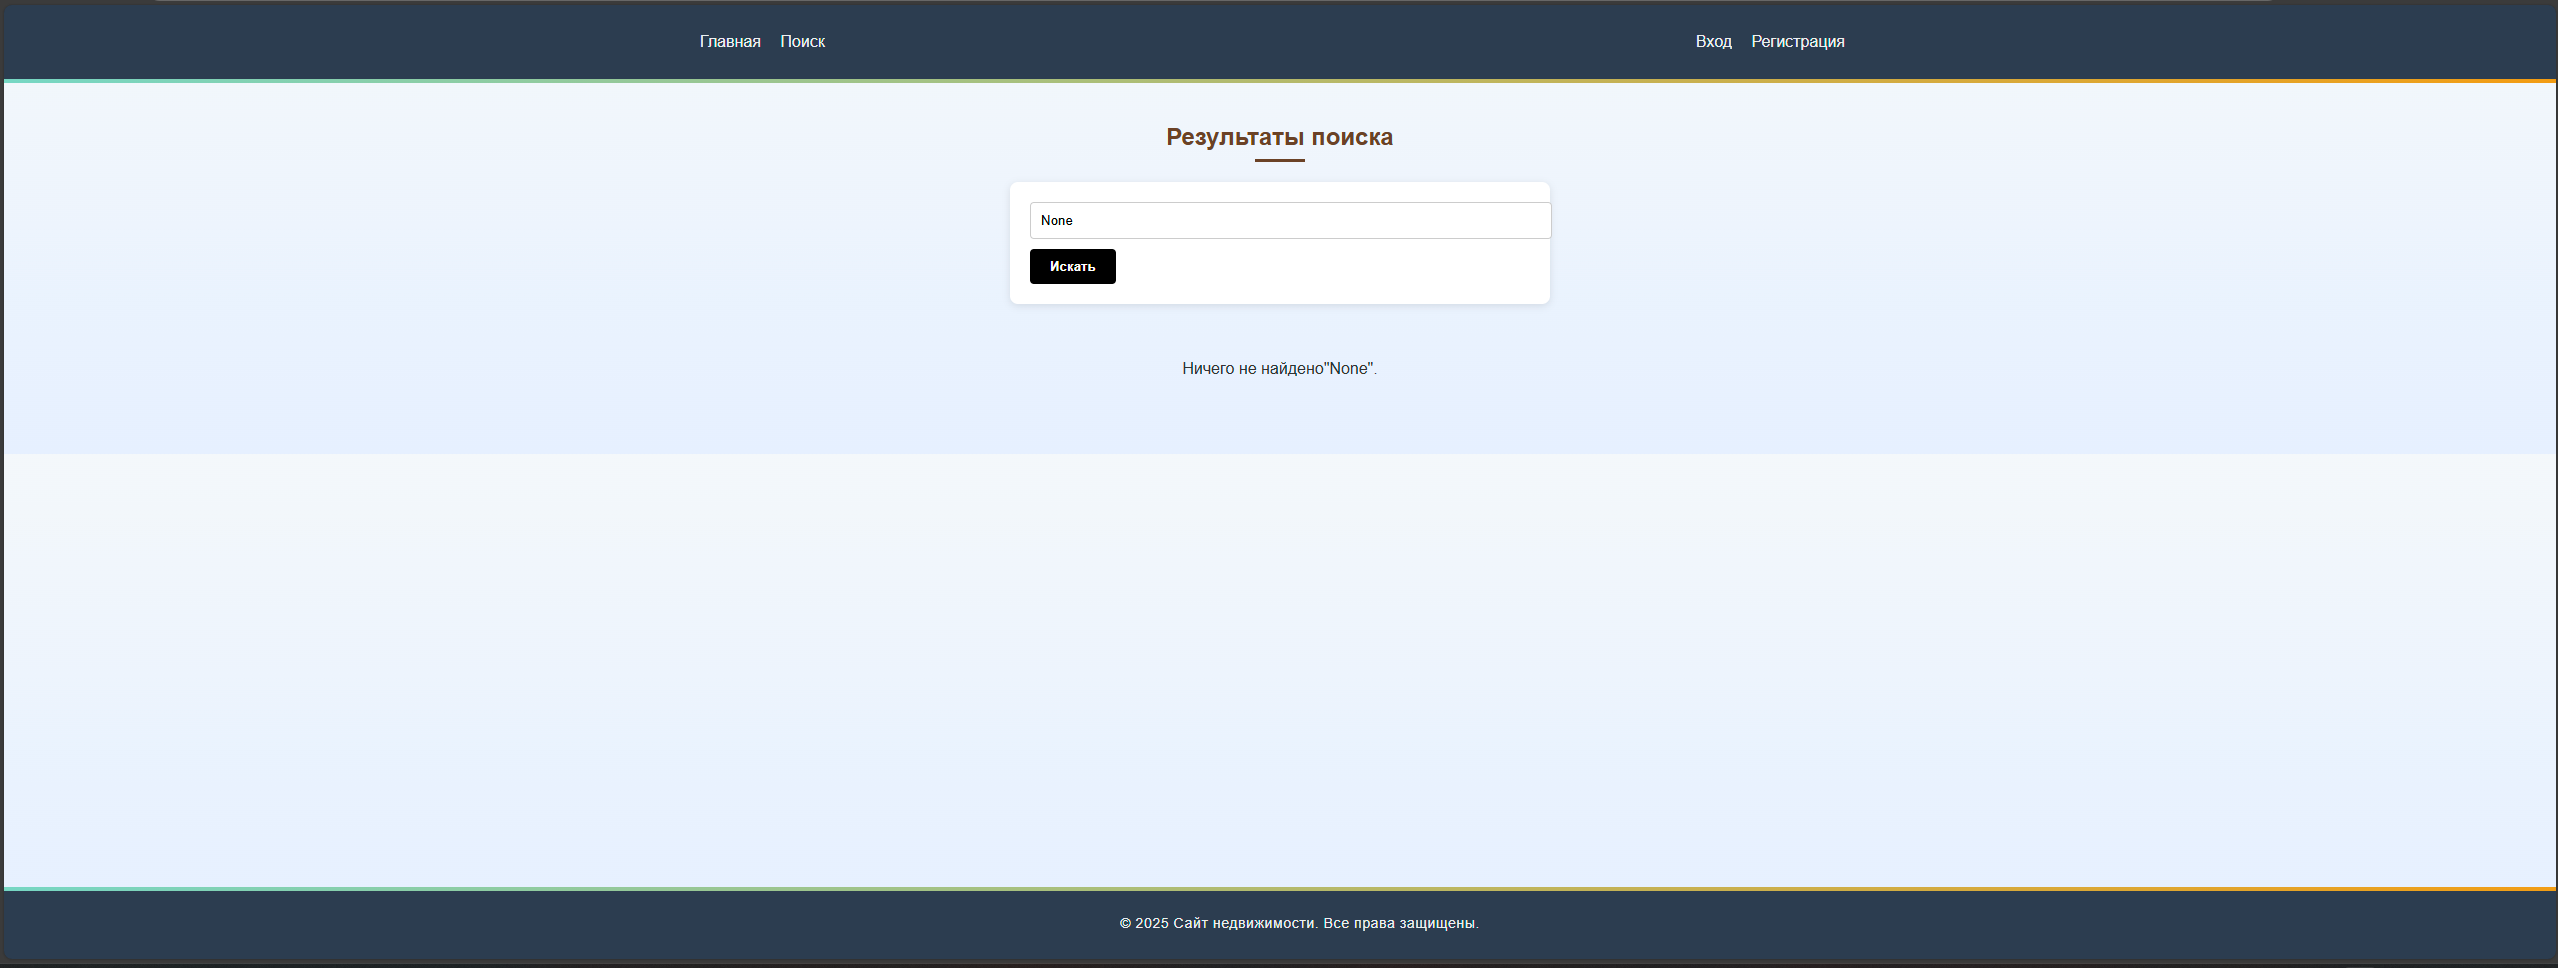 Главная Поиск Вход Регистрация
Результаты поиска
None
Искать
Ничего не найдено"None".
© 2025 Сайт недвижимости. Все права защищены.